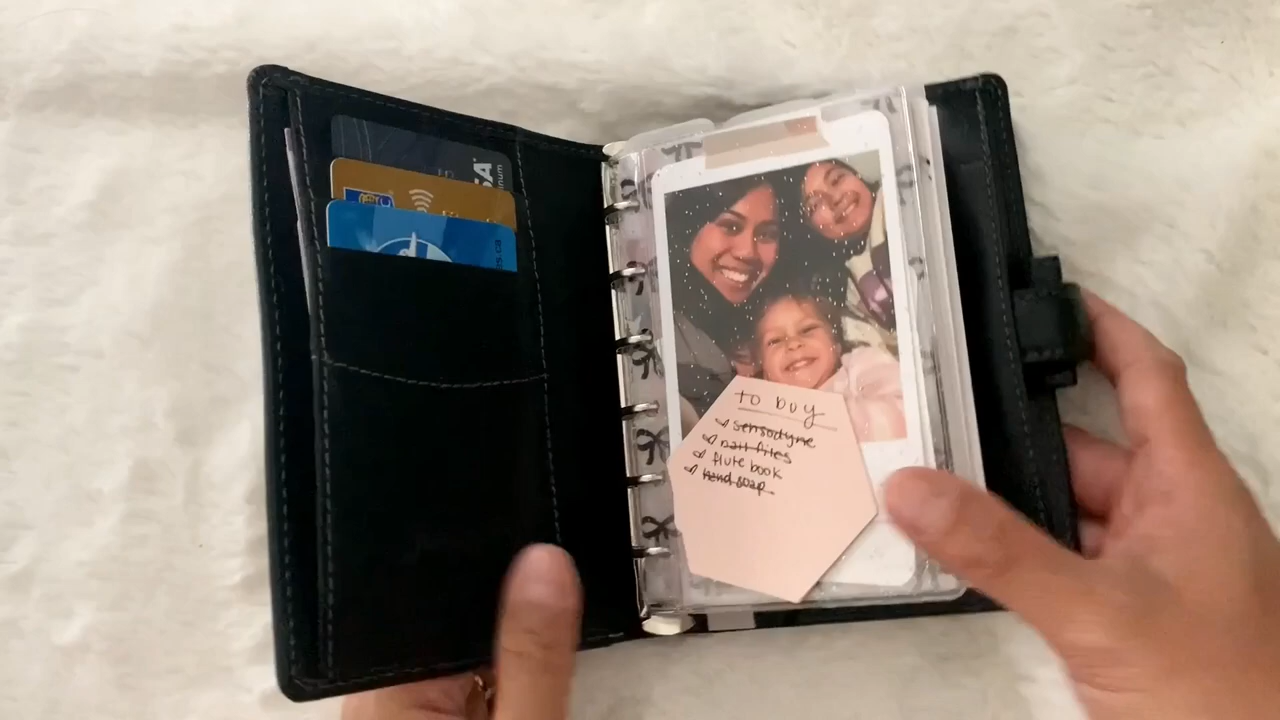 to buy
sensodyne
nail files
flute book
hand soap